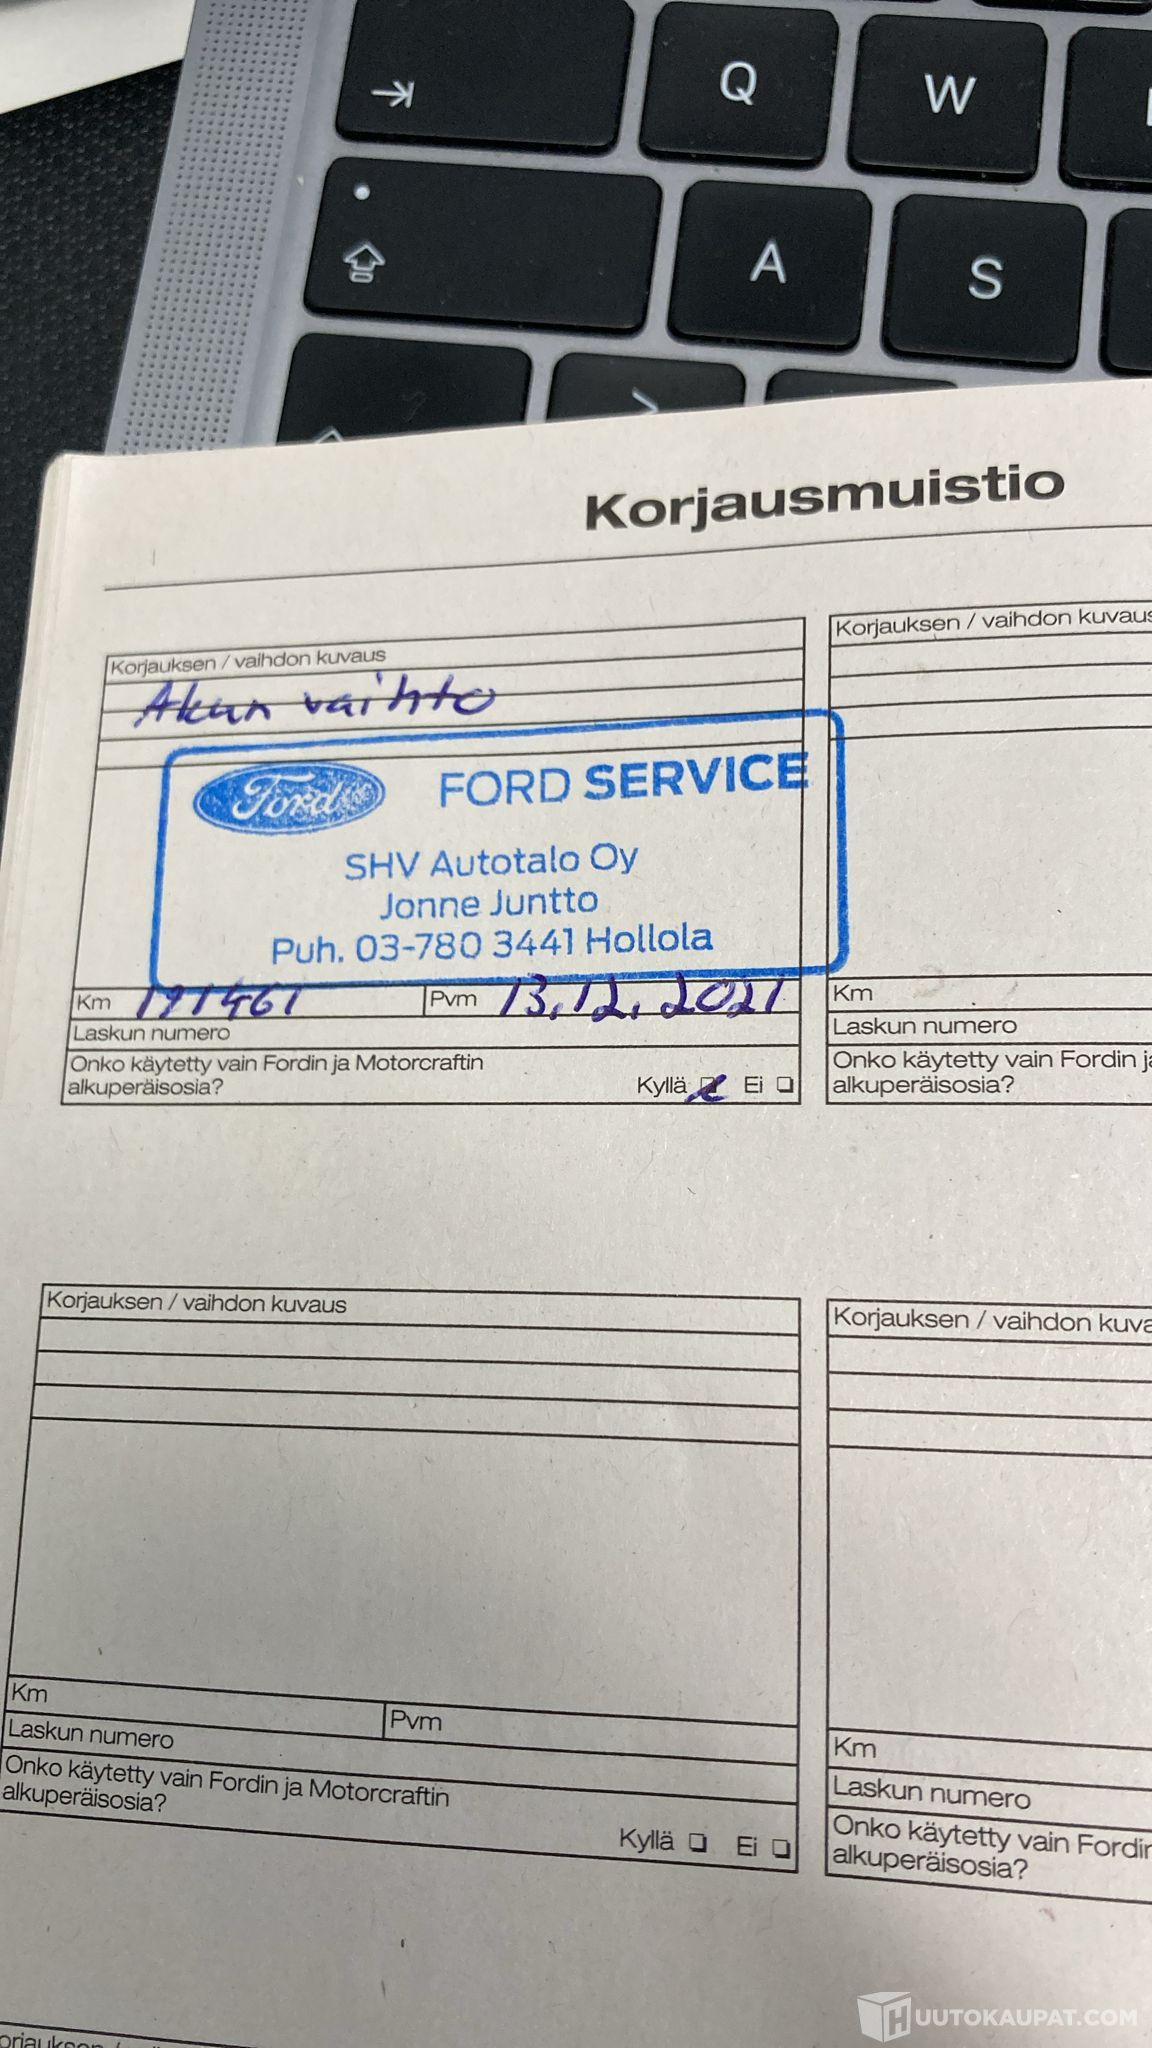 Q
W
A
S
Korjausmuistio
Korjauksen / vaihdon kuvaus
Akun vaihto
Ford
FORD SERVICE
SHV Autotalo Oy
Jonne Juntto
Puh. 03-780 3441 Hollola
Km 191461 Pvm 13.12.2021
Laskun numero
Onko käytetty vain Fordin ja Motorcraftin
alkuperäisosia?
Kyllä Ei
Korjauksen / vaihdon kuvaus
Km
Laskun numero
Onko käytetty vain Fordin
alkuperäisosia?
Korjauksen / vaihdon kuvaus
Km
Pvm
Laskun numero
Onko käytetty vain Fordin ja Motorcraftin
alkuperäisosia?
Kyllä Ei
Korjauksen / vaihdon
Km
Laskun numero
Onko käytetty vain
alkuperäisosia?
HUUTOKAUPAT.COM